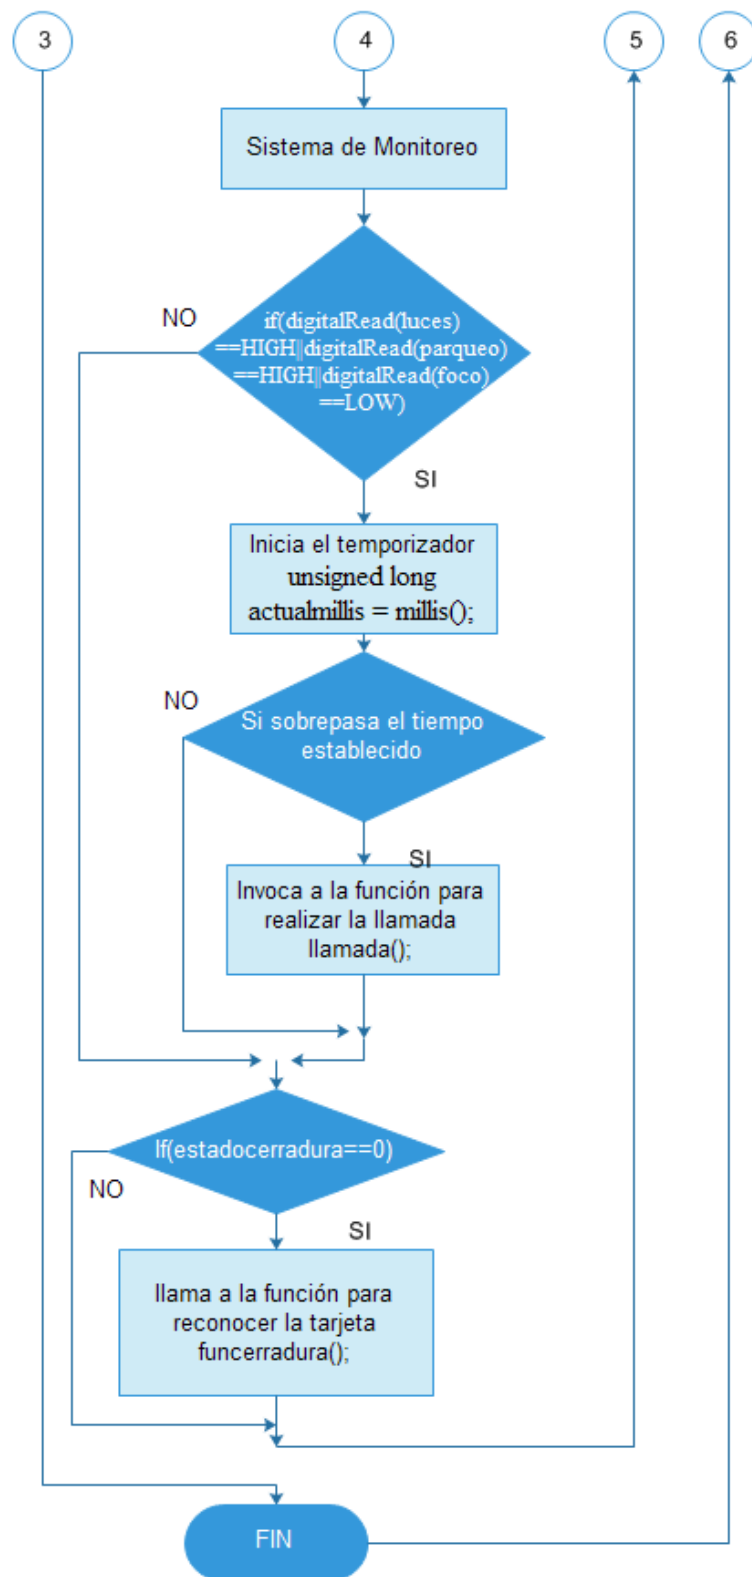 3
4
5
6
Sistema de Monitoreo
NO
if(digitalRead(luces)
==HIGH||digitalRead(parqueo)
==HIGH||digitalRead(foco)
==LOW)
SI
Inicia el temporizador
unsigned long
actualmillis = millis();
NO
Si sobrepasa el tiempo
establecido
SI
Invoca a la función para
realizar la llamada
llamada();
If(estadocerradura==0)
NO
SI
llama a la función para
reconocer la tarjeta
funcerradura();
FIN